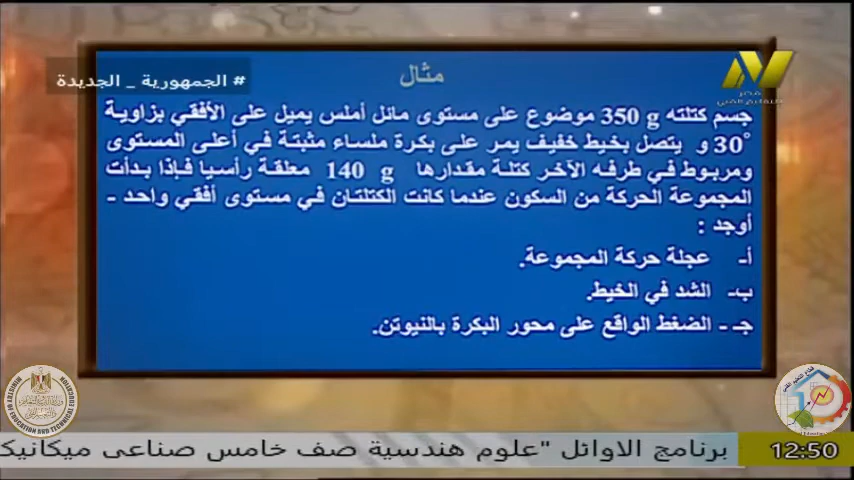 # الجمهورية _ الجديدة
مثال
مصر
جسم كتلته 350 g موضوع على مستوى مائل أملس يميل على الأفقي بزاوية
30° و يتصل بخيط خفيف يمر على بكرة ملساء مثبتة في أعلى المستوى
ومربوط في طرفه الآخر كتلة مقدارها 140 g معلقة رأسيا فإذا بدأت
المجموعة الحركة من السكون عندما كانت الكتلتان في مستوى أفقي واحد -
أوجد :
أ- عجلة حركة المجموعة.
ب- الشد في الخيط.
جـ - الضغط الواقع على محور البكرة بالنيوتن.
برنامج الاوائل "علوم هندسية صف خامس صناعى ميكانيك
12:50